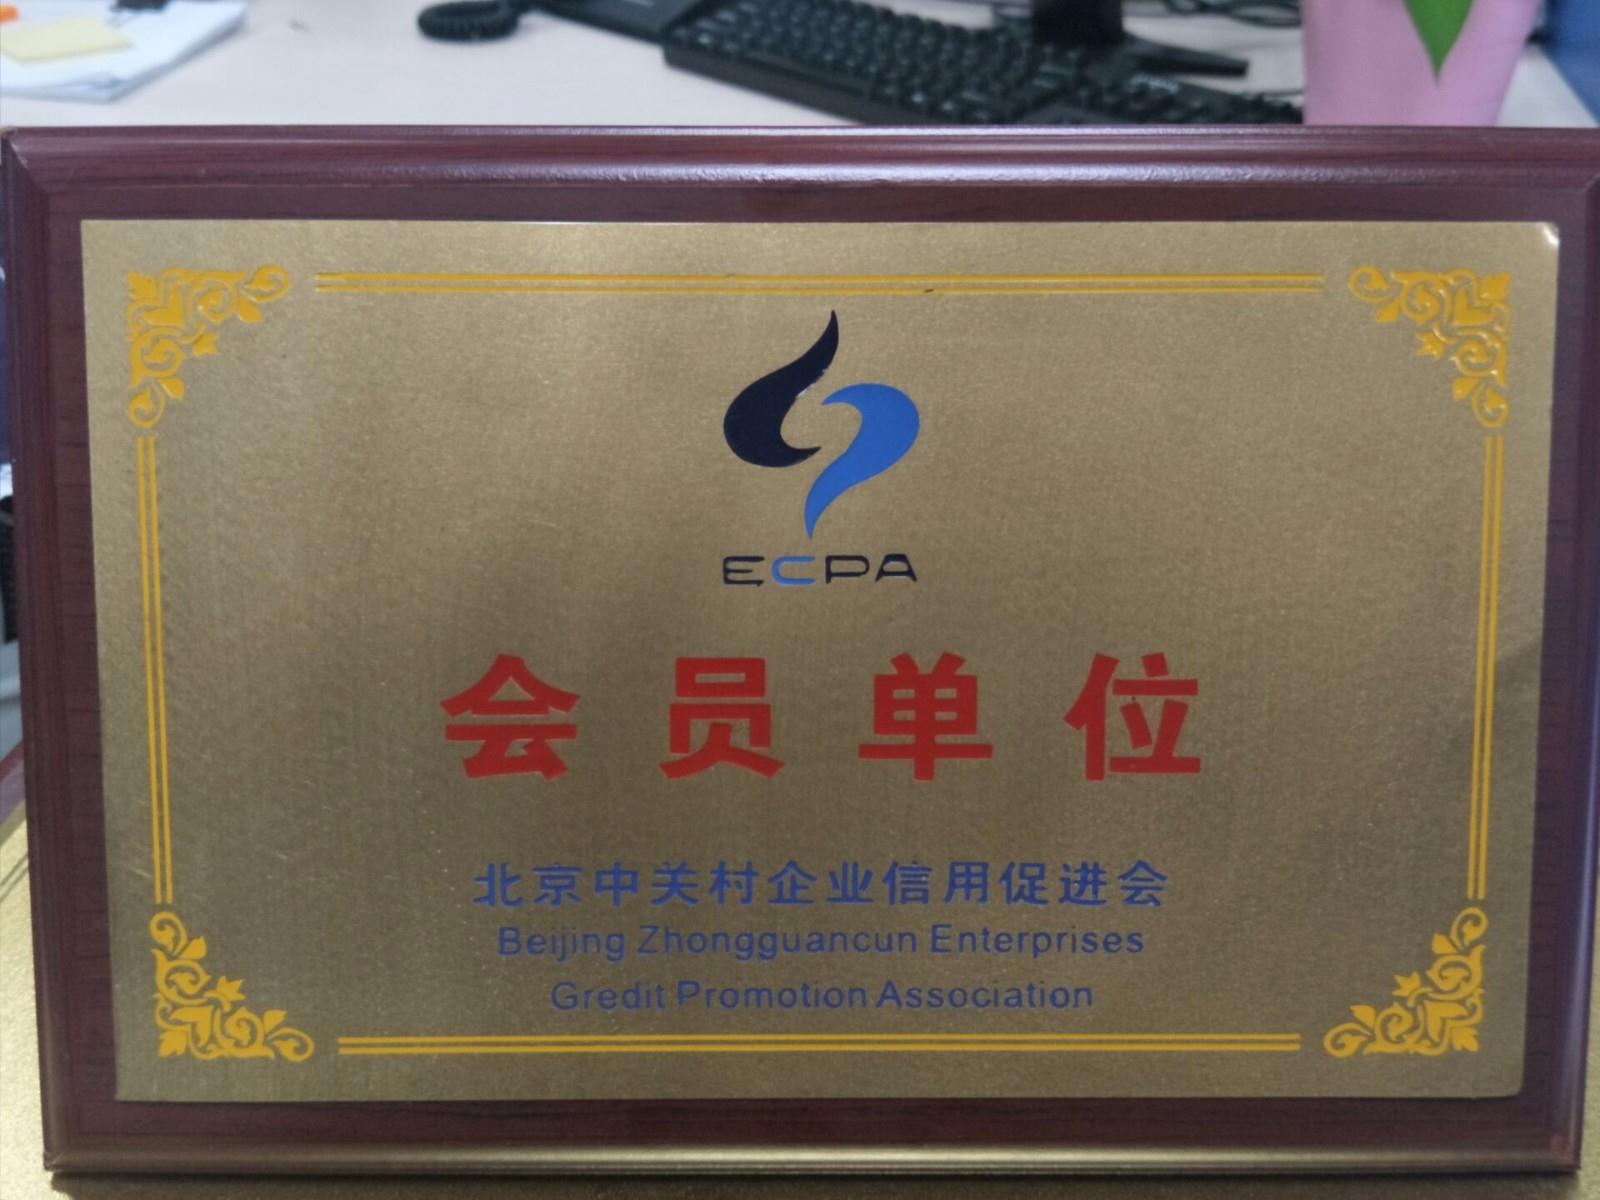 ECPA
会员单位
北京中关村企业信用促进会
Beijing Zhongguancun Enterprises
Gredit Promotion Association